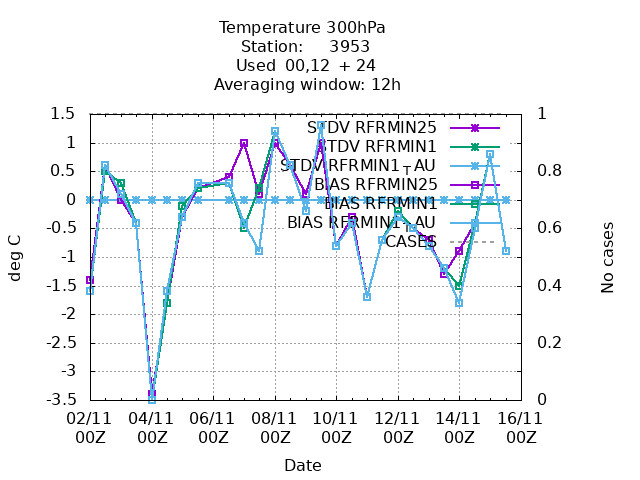 Temperature 300hPa
Station: 3953
Used 00,12 + 24
Averaging window: 12h
1.5
1
0.5
0
-0.5
-1
-1.5
-2
-2.5
-3
-3.5
deg C
1
0.8
0.6
0.4
0.2
0
No cases
STDV RFRMIN25
STDV RFRMIN1
STDV RFRMIN1┬AU
BIAS RFRMIN25
BIAS RFRMIN1
BIAS RFRMIN1┬AU
CASES
02/11 04/11 06/11 08/11 10/11 12/11 14/11 16/11
00Z 00Z 00Z 00Z 00Z 00Z 00Z 00Z
Date